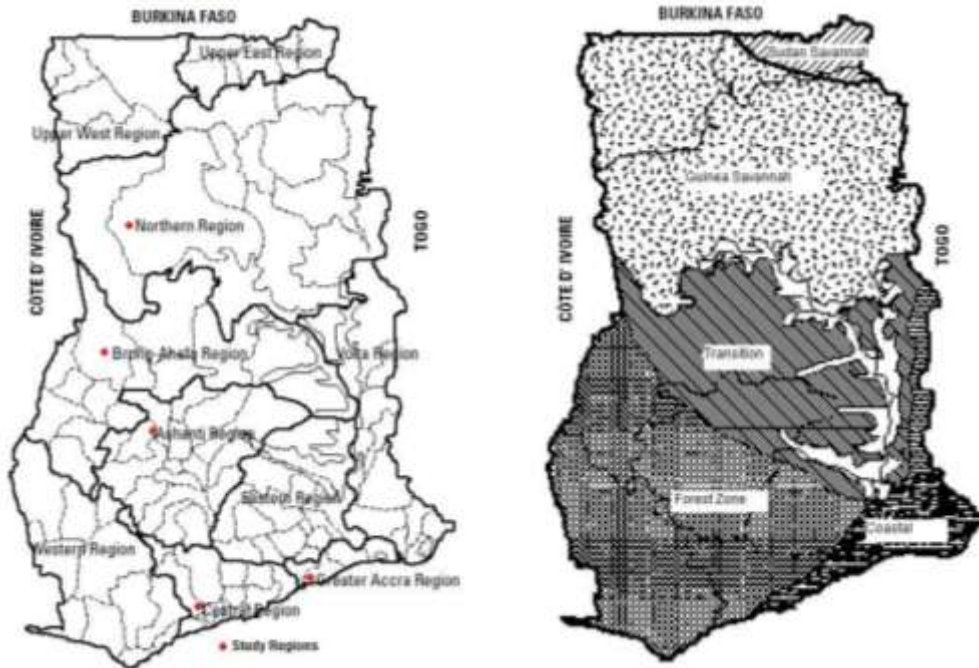 BURKINA FASO
Upper East Region
Upper West Region
Northern Region
CÔTE D' IVOIRE
TOGO
Brong-Ahafo Region
Volta Region
Ashanti Region
Eastern Region
Western Region
Greater Accra Region
Central Region
Study Regions
BURKINA FASO
Sudan Savannah
Guinea Savannah
CÔTE D' IVOIRE
TOGO
Transition
Forest Zone
Coastal